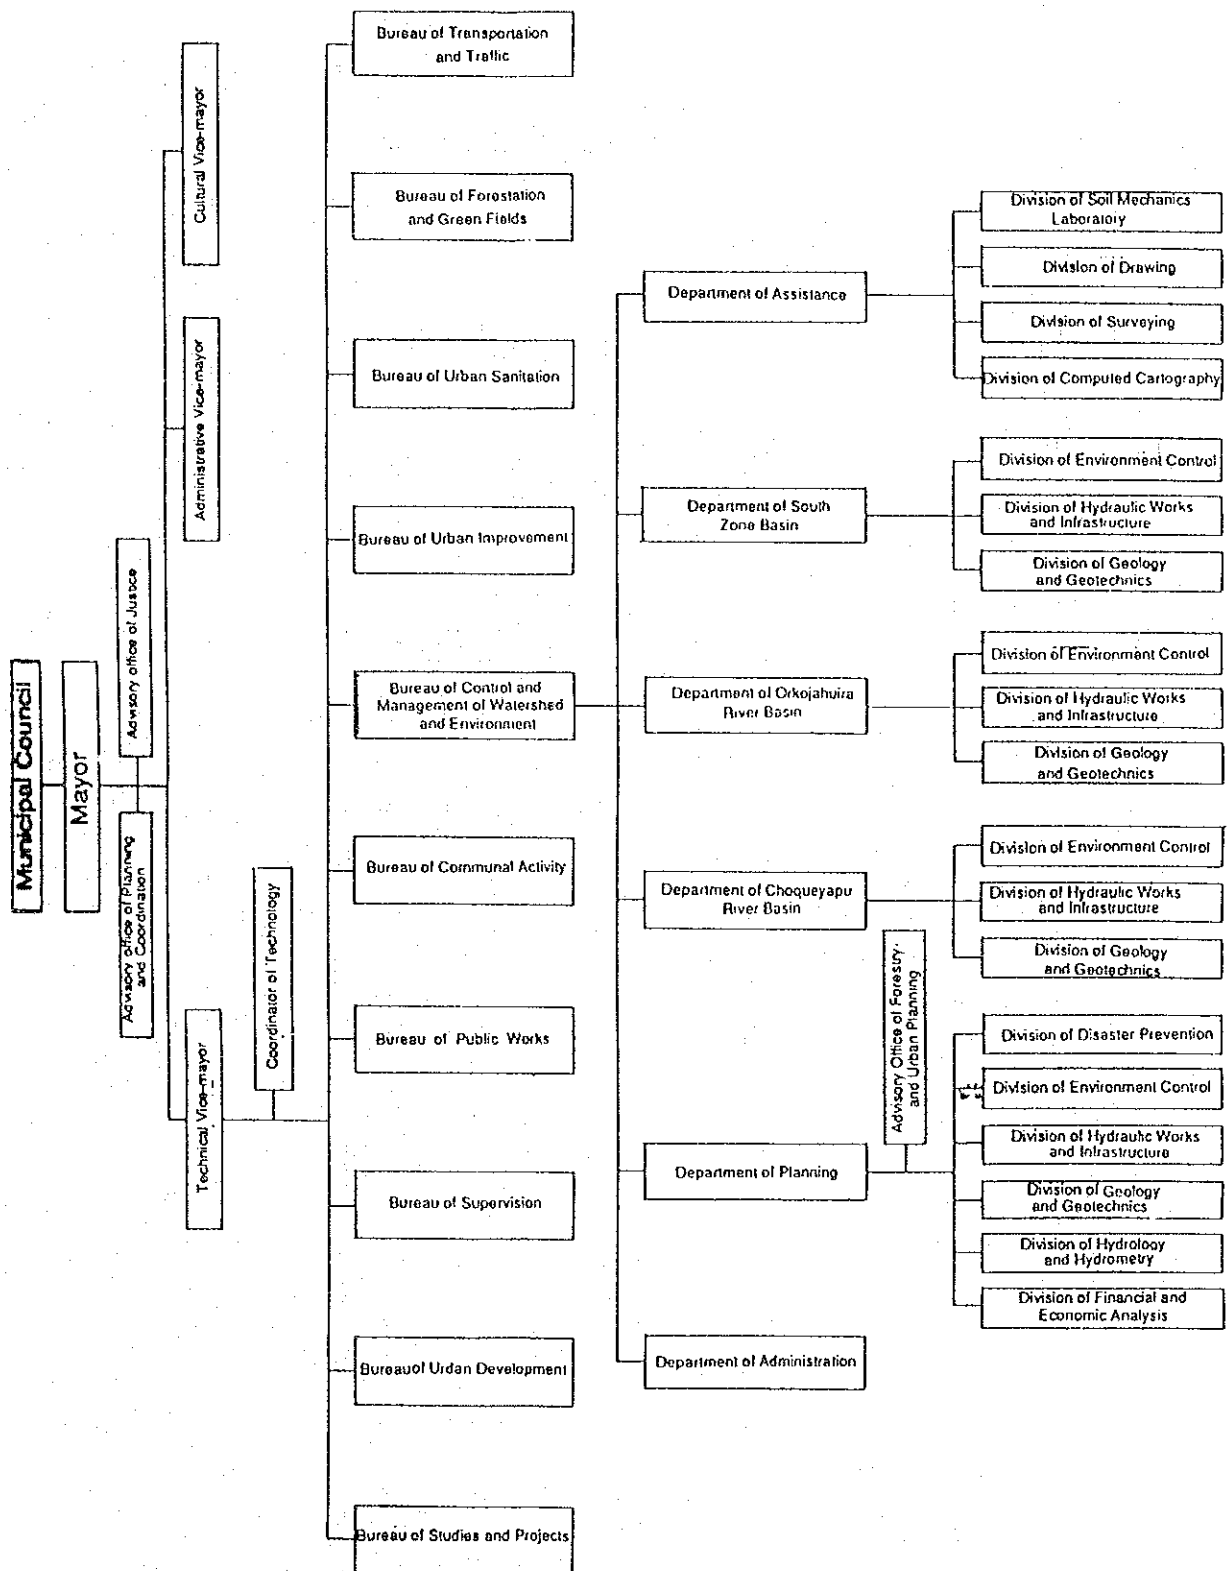 Municipal Council
Mayor
Advisory office of Justice
Advisory office of Planning
and Coordination
Cultural Vice-mayor
Administrative Vice-mayor
Technical Vice-mayor
Coordinator of Technology
Bureau of Transportation
and Traffic
Bureau of Forestation
and Green Fields
Bureau of Urban Sanitation
Bureau of Urban Improvement
Bureau of Control and
Management of Watershed
and Environment
Bureau of Communal Activity
Bureau of Public Works
Bureau of Supervision
Bureau of Urdan Development
Bureau of Studies and Projects
Department of Assistance
Department of South
Zone Basin
Department of Orkojahuira
River Basin
Department of Choqueyapu
River Basin
Advisory Office of Forestry,
and Urban Planning
Department of Planning
Department of Administration
Division of Soil Mechanics
Laboratory
Division of Drawing
Division of Surveying
Division of Computed Cartography
Division of Environment Control
Division of Hydraulic Works
and Infrastructure
Division of Geology
and Geotechnics
Division of Environment Control
Division of Hydraulic Works
and Infrastructure
Division of Geology
and Geotechnics
Division of Environment Control
Division of Hydraulic Works
and Infrastructure
Division of Geology
and Geotechnics
Division of Disaster Prevention
Division of Environment Control
Division of Hydraulic Works
and Infrastructure
Division of Geology
and Geotechnics
Division of Hydrology
and Hydrometry
Division of Financial and
Economic Analysis